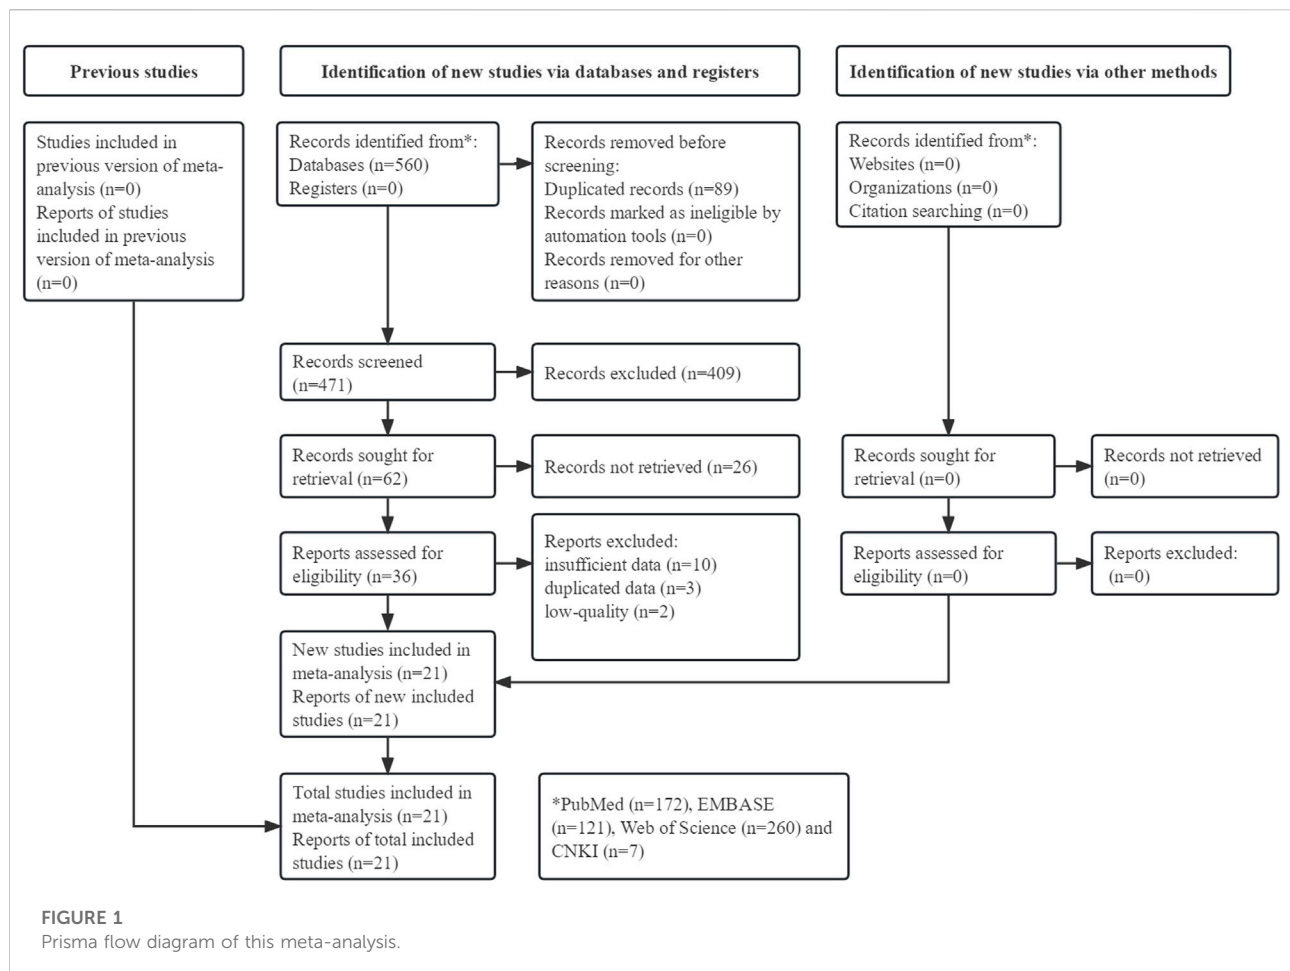 Previous studies
Identification of new studies via databases and registers
Identification of new studies via other methods
Studies included in
previous version of meta-
analysis (n=0)
Reports of studies
included in previous
version of meta-analysis
(n=0)
Records identified from*:
Databases (n=560)
Registers (n=0)
Records removed before
screening:
Duplicated records (n=89)
Records marked as ineligible by
automation tools (n=0)
Records removed for other
reasons (n=0)
Records identified from*:
Websites (n=0)
Organizations (n=0)
Citation searching (n=0)
Records screened
(n=471)
Records excluded (n=409)
Records sought for
retrieval (n=62)
Records not retrieved (n=26)
Records sought for
retrieval (n=0)
Records not retrieved
(n=0)
Reports assessed for
eligibility (n=36)
Reports excluded:
insufficient data (n=10)
duplicated data (n=3)
low-quality (n=2)
Reports assessed for
eligibility (n=0)
Reports excluded:
(n=0)
New studies included in
meta-analysis (n=21)
Reports of new included
studies (n=21)
Total studies included in
meta-analysis (n=21)
Reports of total included
studies (n=21)
*PubMed (n=172), EMBASE
(n=121), Web of Science (n=260) and
CNKI (n=7)
FIGURE 1
Prisma flow diagram of this meta-analysis.